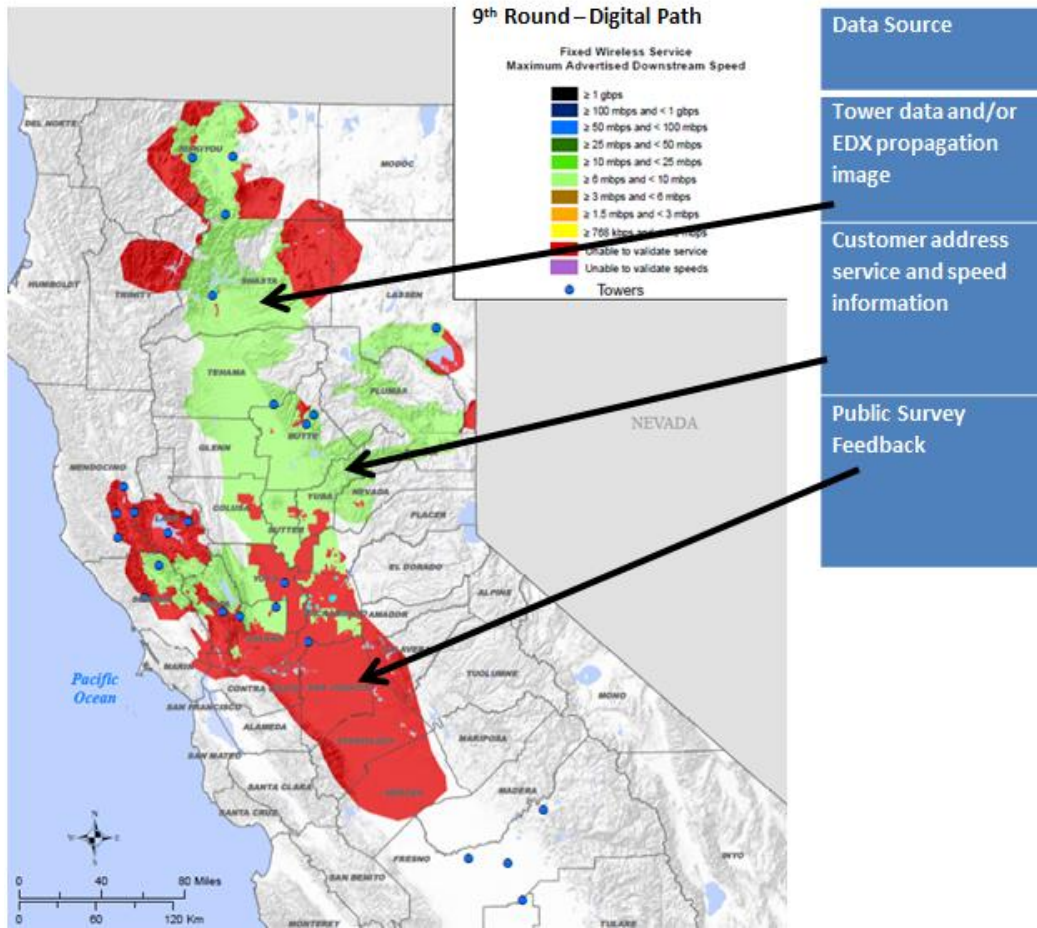 9th Round – Digital Path
Fixed Wireless Service
Maximum Advertised Downstream Speed
≥ 1 gbps
≥ 100 mbps and < 1 gbps
≥ 50 mbps and < 100 mbps
≥ 25 mbps and < 50 mbps
≥ 10 mbps and < 25 mbps
≥ 6 mbps and < 10 mbps
≥ 3 mbps and < 6 mbps
≥ 1.5 mbps and < 3 mbps
≥ 768 kbps and
Unable to validate service
Unable to validate speeds
Towers
Data Source
Tower data and/or
EDX propagation
image
Customer address
service and speed
information
Public Survey
Feedback
DEL NORTE
SISKIYOU
MODOC
HUMBOLDT
TRINITY
SHASTA
LASSEN
TEHAMA
PLUMAS
GLENN
BUTTE
NEVADA
MENDOCINO
COLUSA
YUBA
NEVADA
PLACER
SUTTER
LAKE
EL DORADO
ALPINE
AMADOR
MARIN
CONTRA
TUOLUMNE
Pacific
Ocean
SAN FRANCISCO
MONO
ALAMEDA
SAN MATEO
MARIPOSA
SANTA CLARA
MERCED
MADERA
SANTA CRUZ
FRESNO
INYO
SAN BENITO
MONTEREY
TULARE
N
W
E
S
0 40 80 Miles
0 60 120 Km